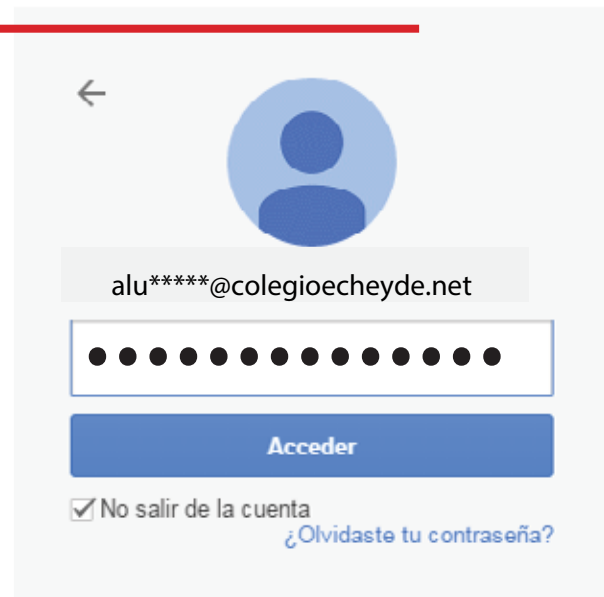 alu*****@colegioecheyde.net
●●●●●●●●●●●●●●
Acceder
No salir de la cuenta
¿Olvidaste tu contraseña?